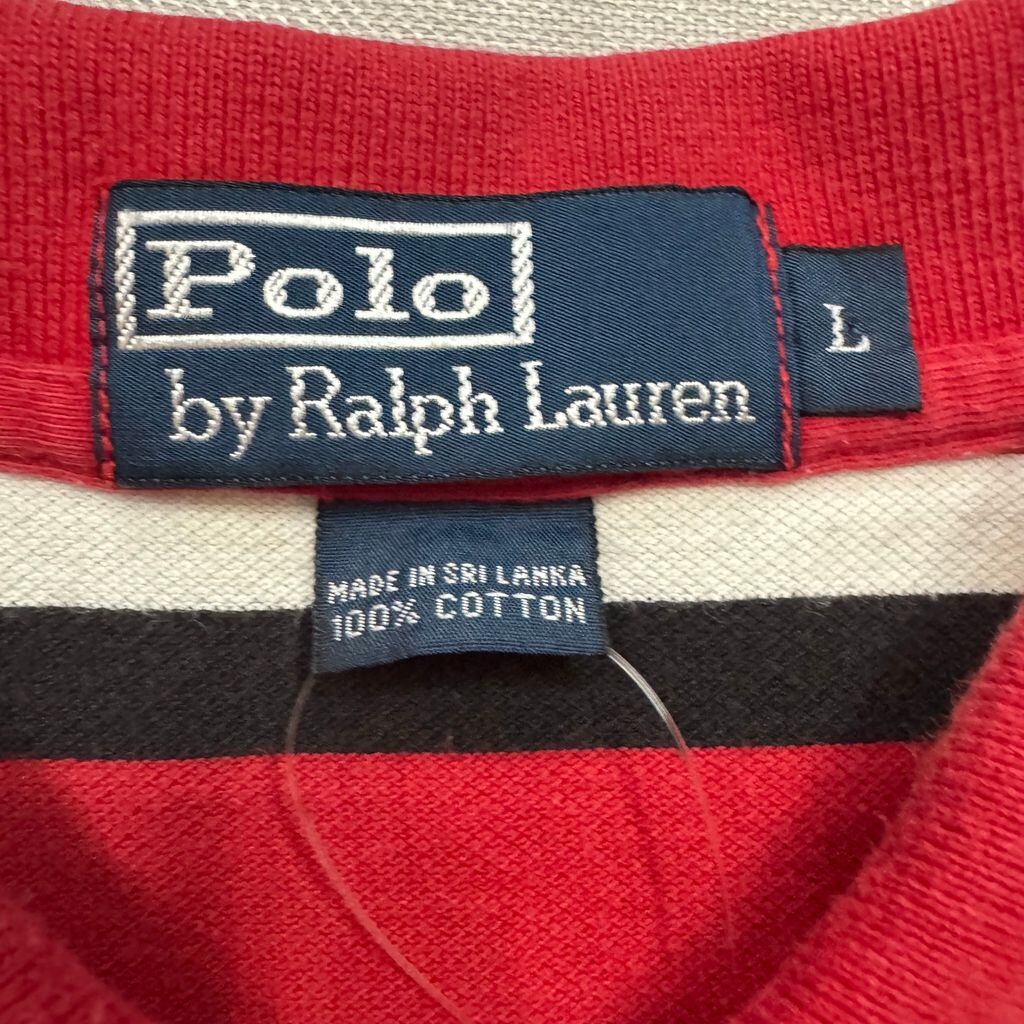 Polo
by Ralph Lauren
L
MADE IN SRI LANKA
100% COTTON